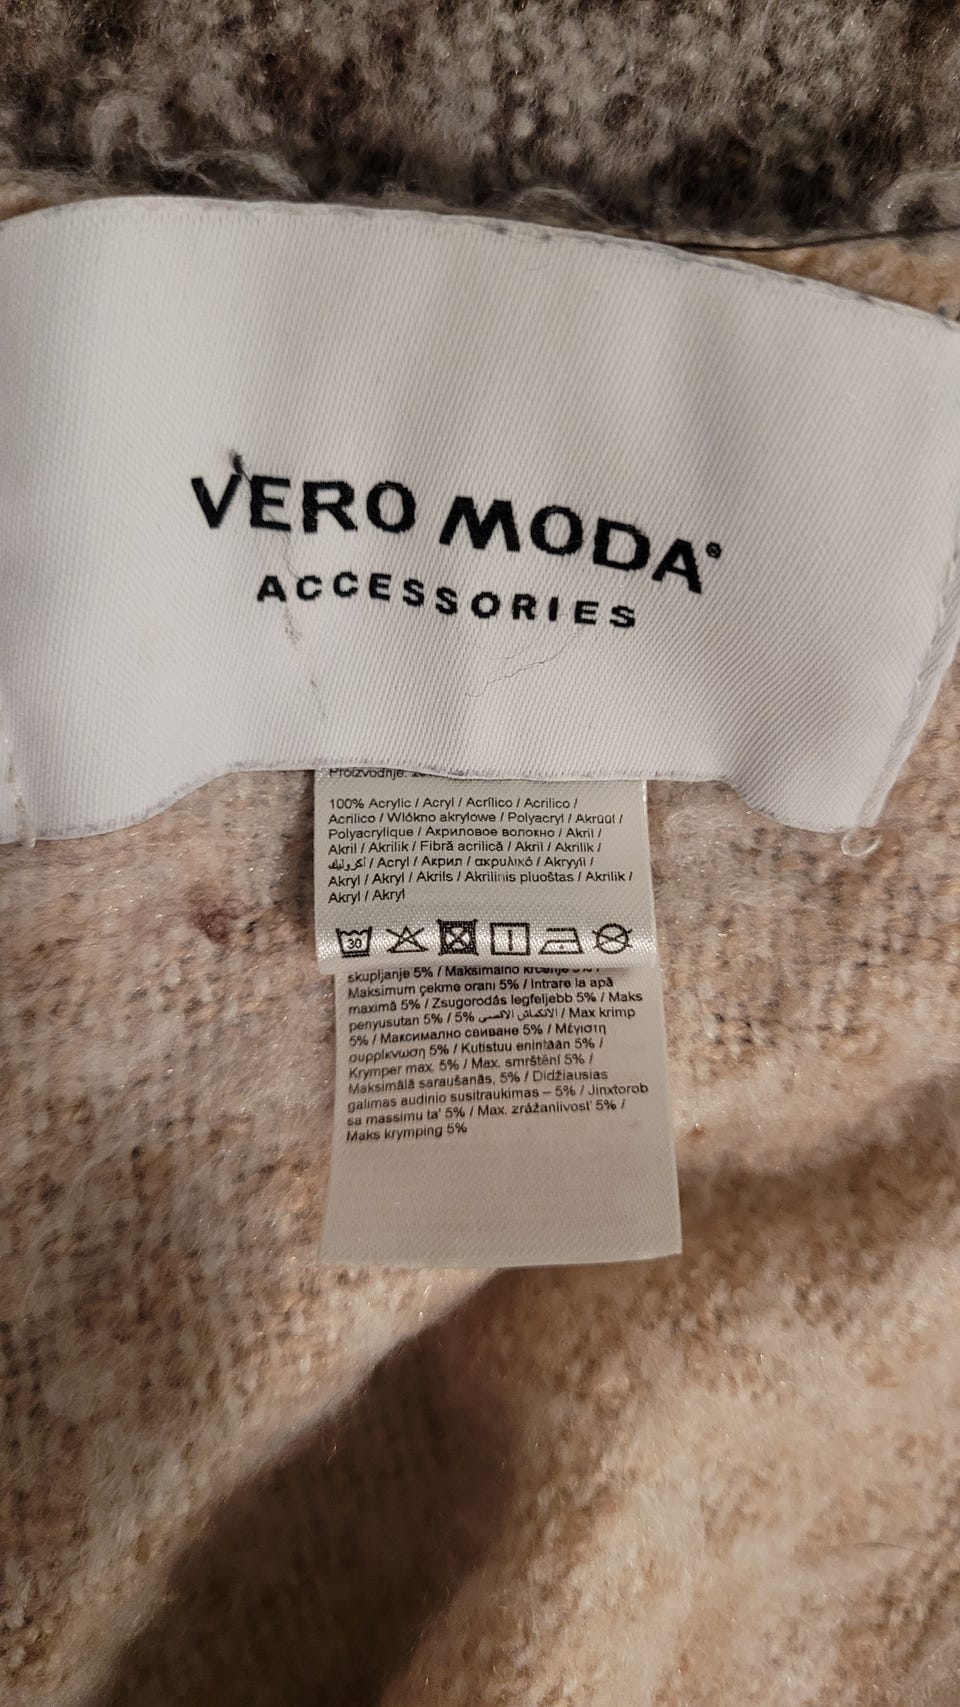 VERO MODA®
ACCESSORIES
Proizvodnje:
100% Acrylic / Acryl / Acrílico / Acrilico /
Acrilico / Włókno akrylowe / Polyacryl / Akrüül /
Polyacrylique / Акриловое волокно / Akril /
Akril / Akrilik / Fibră acrilică / Akril / Akrilik /
أكروليك / Acryl / Акрил / ακρυλικό / Akryyli /
Akryl / Akryl / Akrils / Akrilinis pluoštas / Akrilik /
Akryl / Akryl
30
skupljanje 5% / Maksimalno krčenje 5% /
Maksimum çekme oranı 5% / Intrare la apă
maximă 5% / Zsugorodás legfeljebb 5% / Maks
penyusutan 5% / 5% الانكماش الاقصى / Max krimp
5% / Максимално свиване 5% / Μέγιστη
συρρίκνωση 5% / Kutistuu enintään 5% /
Krymper max. 5% / Max. smrštění 5% /
Maksimālā saraušanās, 5% / Didžiausias
galimas audinio susitraukimas – 5% / Jinxtorob
sa massimu ta' 5% / Max. zrážanlivosť 5% /
Maks krymping 5%